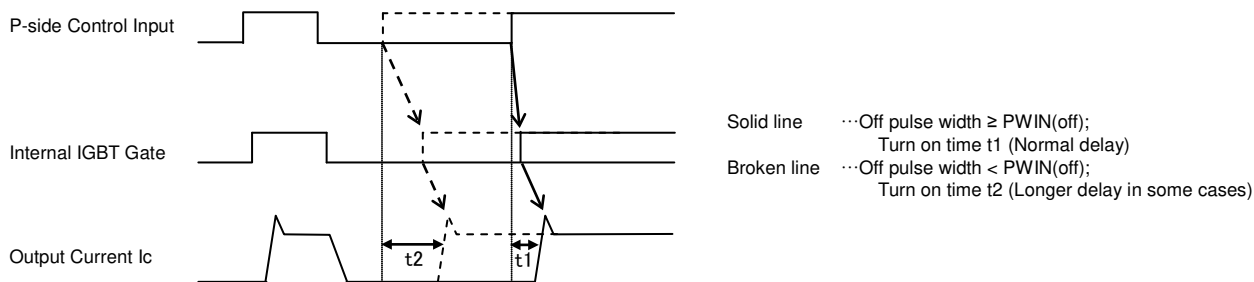 P-side Control Input
Internal IGBT Gate
Output Current Ic
t2
t1
Solid line ···Off pulse width ≥ PWIN(off);
Turn on time t1 (Normal delay)
Broken line ···Off pulse width < PWIN(off);
Turn on time t2 (Longer delay in some cases)